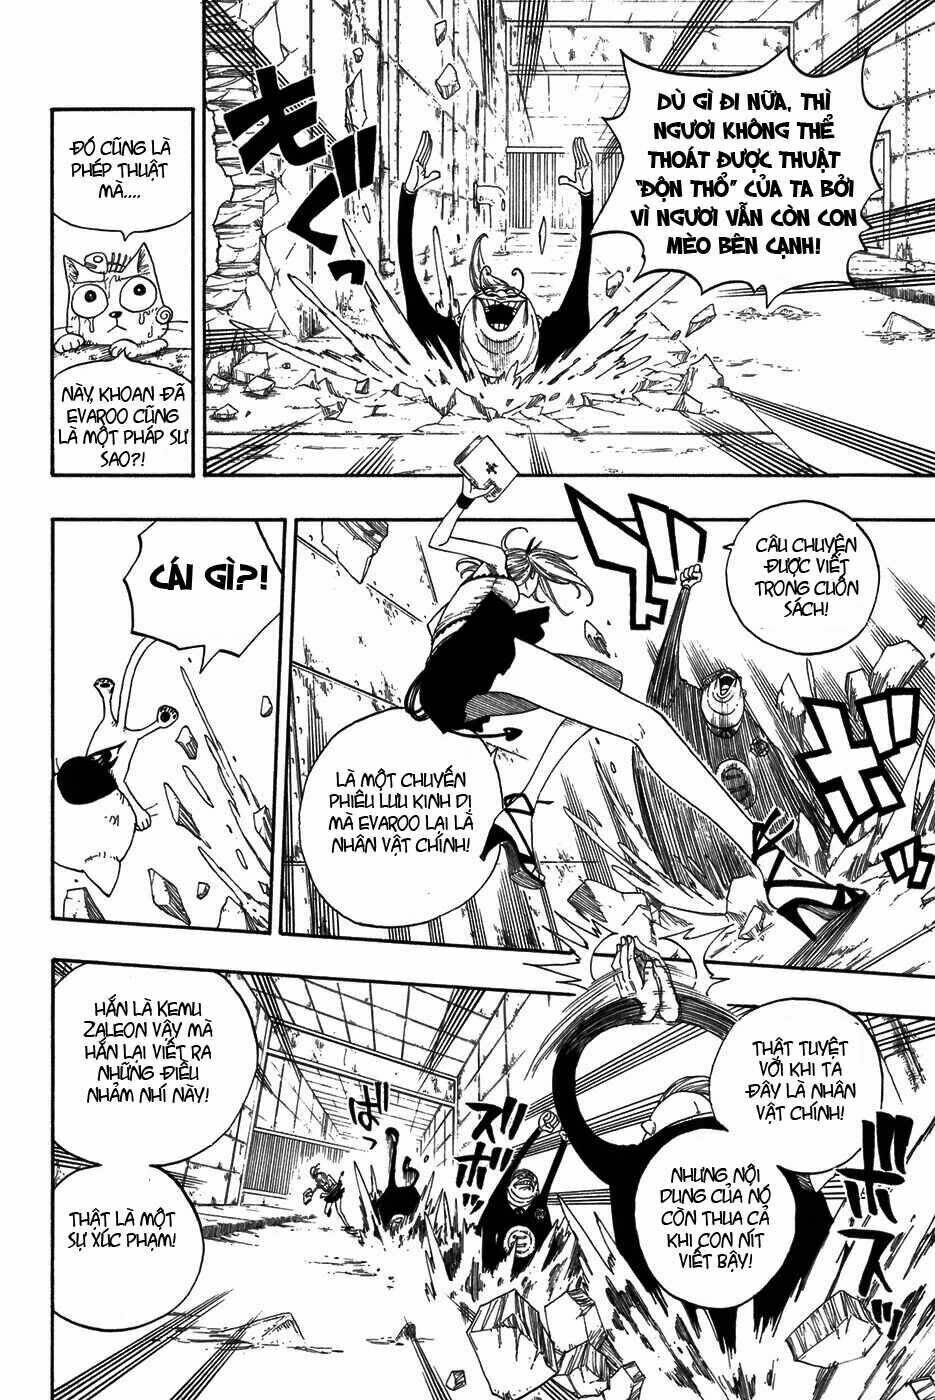 DÙ GÌ ĐI NỮA, THÌ
NGƯƠI KHÔNG THỂ
THOÁT ĐƯỢC THUẬT
"ĐỘN THỔ" CỦA TA BỞI
VÌ NGƯƠI VẪN CÒN CON
MÈO BÊN CẠNH!
ĐÓ CŨNG LÀ
PHÉP THUẬT
MÀ....
NÀY, KHOAN ĐÃ
EVAROO CŨNG
LÀ MỘT PHÁP SƯ
SAO?!
CÂU CHUYỆN
ĐƯỢC VIẾT
TRONG CUỐN
SÁCH!
LÀ MỘT CHUYẾN
PHIÊU LƯU KINH DỊ
MÀ EVAROO LẠI LÀ
NHÂN VẬT CHÍNH!
CÁI GÌ?!
THẬT TUYỆT
VỜI KHI TA
ĐÂY LÀ NHÂN
VẬT CHÍNH!
NHƯNG NỘI
DUNG CỦA NÓ
CÒN THUA CẢ
KHI CON NÍT
VIẾT BẬY!
HẮN LÀ KEMU
ZALEON VẬY MÀ
HẮN LẠI VIẾT RA
NHỮNG ĐIỀU
NHẢM NHÍ NÀY!
THẬT LÀ MỘT
SỰ XÚC PHẠM!